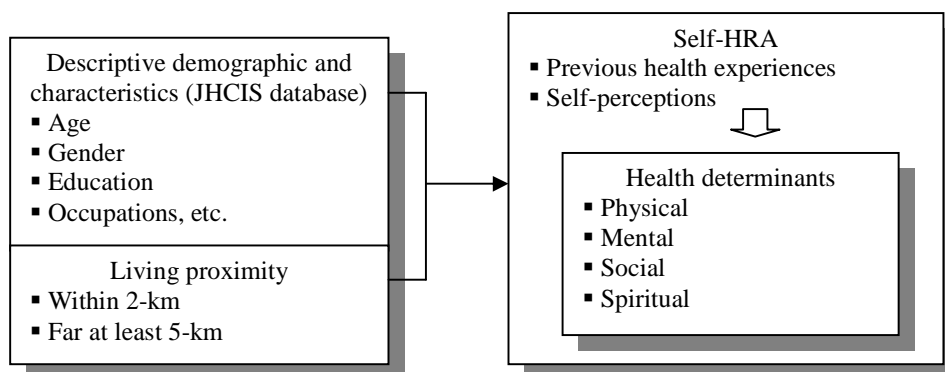 Descriptive demographic and
characteristics (JHCIS database)
▪ Age
▪ Gender
▪ Education
▪ Occupations, etc.
Living proximity
▪ Within 2-km
▪ Far at least 5-km
Self-HRA
▪ Previous health experiences
▪ Self-perceptions
Health determinants
▪ Physical
▪ Mental
▪ Social
▪ Spiritual